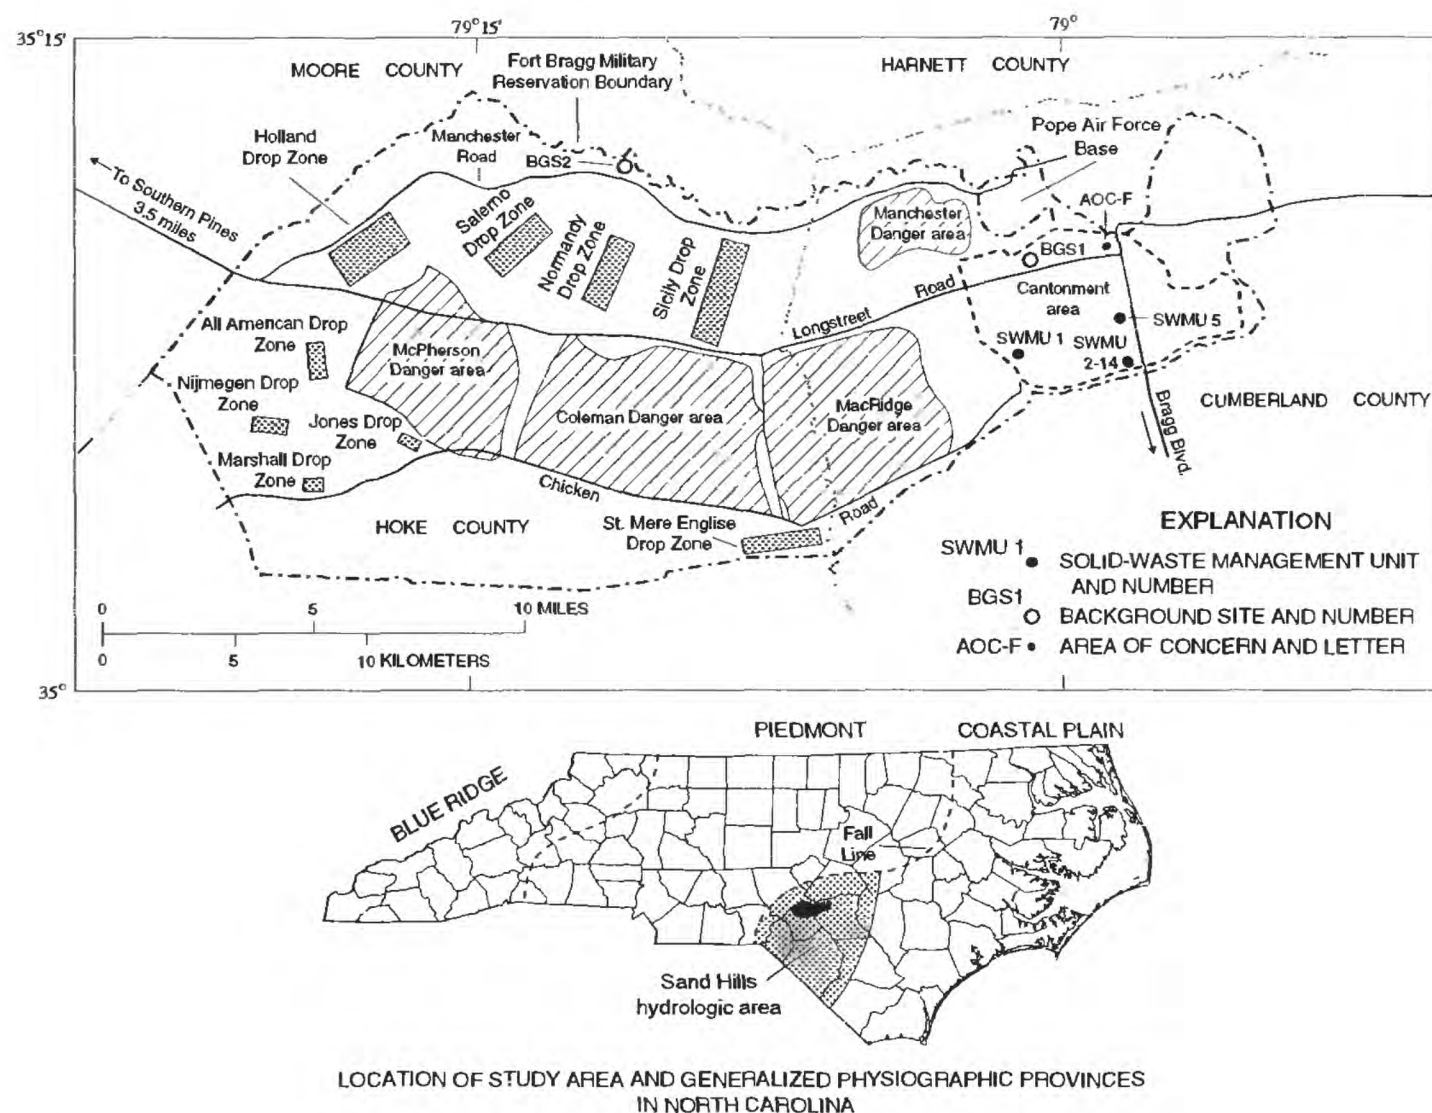 79°15'
79°
35°15'
MOORE COUNTY
Fort Bragg Military
Reservation Boundary
HARNETT COUNTY
Holland
Drop Zone
Manchester
Road
BGS2
Pope Air Force
Base
AOC-F
To Southern Pines
3.5 miles
Salerno
Drop Zone
Normandy
Drop Zone
Sicily Drop
Zone
Manchester
Danger area
BGS1
Longstreet Road
Cantonment
area
SWMU 5
All American Drop
Zone
McPherson
Danger area
SWMU 1
SWMU
2-14
Nijmegen Drop
Zone
Jones Drop
Zone
Coleman Danger area
MacRidge
Danger area
CUMBERLAND COUNTY
Bragg Blvd.
Marshall Drop
Zone
Chicken Road
HOKE COUNTY
St. Mere Englise
Drop Zone
EXPLANATION
SWMU 1
SOLID-WASTE MANAGEMENT UNIT
AND NUMBER
BGS1
BACKGROUND SITE AND NUMBER
AOC-F
AREA OF CONCERN AND LETTER
0 5 10 MILES
0 5 10 KILOMETERS
35°
PIEDMONT
COASTAL PLAIN
BLUE RIDGE
Fall
Line
Sand Hills
hydrologic area
LOCATION OF STUDY AREA AND GENERALIZED PHYSIOGRAPHIC PROVINCES
IN NORTH CAROLINA